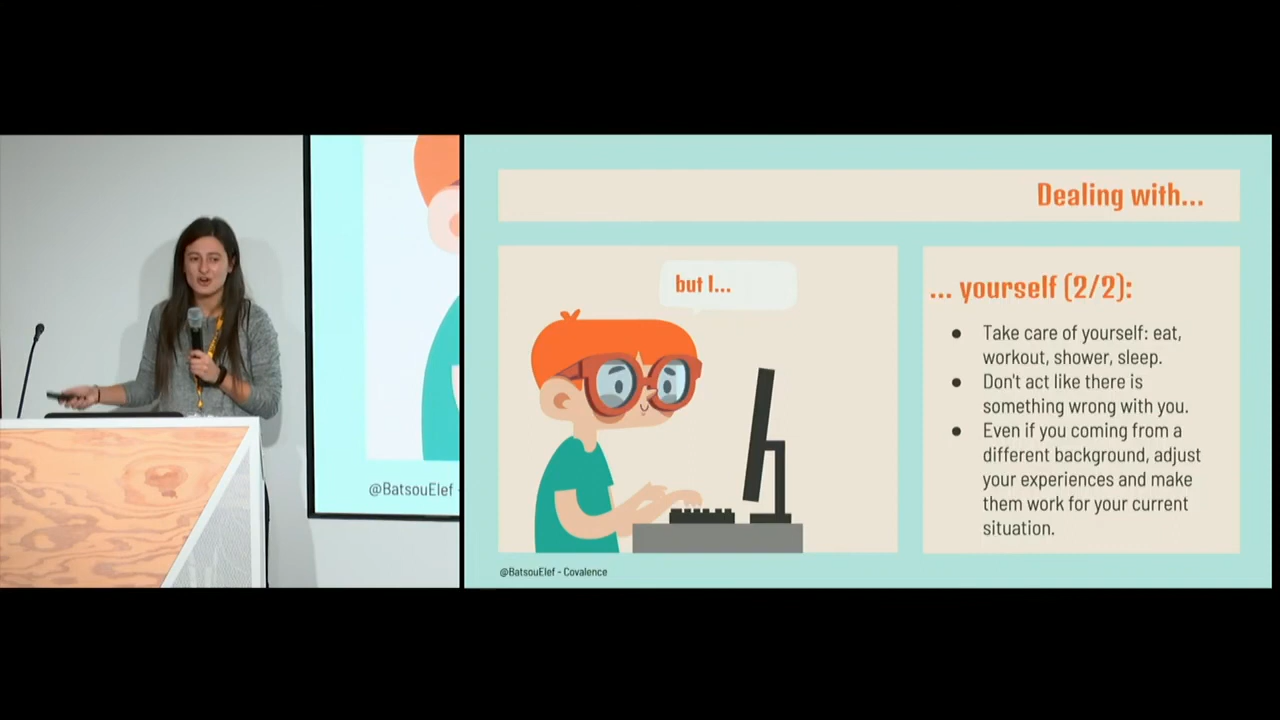 Dealing with...
but I...
... yourself (2/2):
● Take care of yourself: eat,
workout, shower, sleep.
● Don't act like there is
something wrong with you.
● Even if you coming from a
different background, adjust
your experiences and make
them work for your current
situation.
@BatsouElef - Covalence
@BatsouElef -